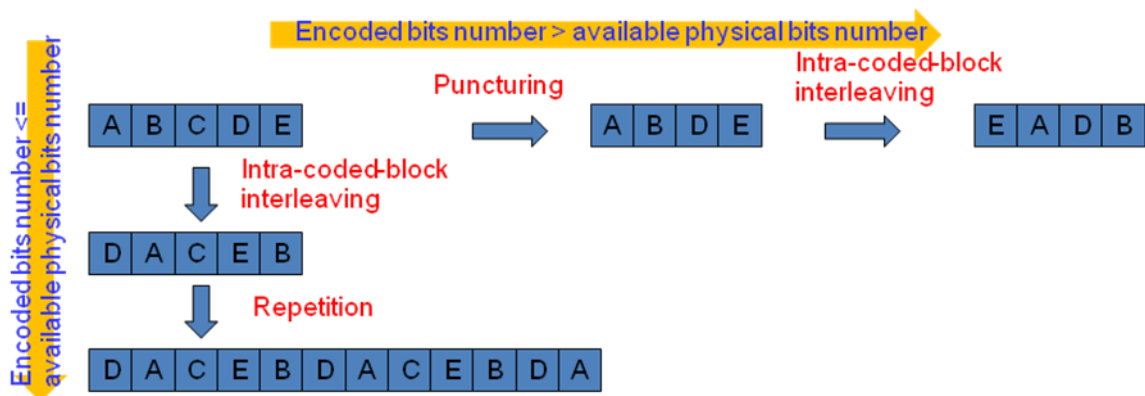 Encoded bits number > available physical bits number
Encoded bits number <=
available physical bits number
Puncturing
Intra-coded-block
interleaving
A B C D E
A B D E
E A D B
Intra-coded-block
interleaving
D A C E B
Repetition
D A C E B D A C E B D A